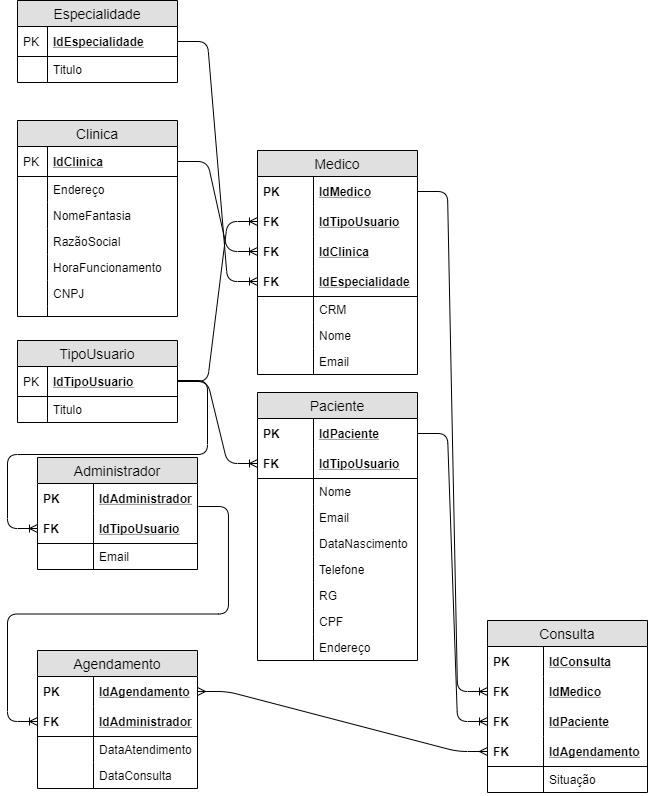 Especialidade
PK IdEspecialidade
Titulo
Clinica
PK IdClinica
Endereço
NomeFantasia
RazãoSocial
HoraFuncionamento
CNPJ
TipoUsuario
PK IdTipoUsuario
Titulo
Administrador
PK IdAdministrador
FK IdTipoUsuario
Email
Agendamento
PK IdAgendamento
FK IdAdministrador
DataAtendimento
DataConsulta
Medico
PK IdMedico
FK IdTipoUsuario
FK IdClinica
FK IdEspecialidade
CRM
Nome
Email
Paciente
PK IdPaciente
FK IdTipoUsuario
Nome
Email
DataNascimento
Telefone
RG
CPF
Endereço
Consulta
PK IdConsulta
FK IdMedico
FK IdPaciente
FK IdAgendamento
Situação